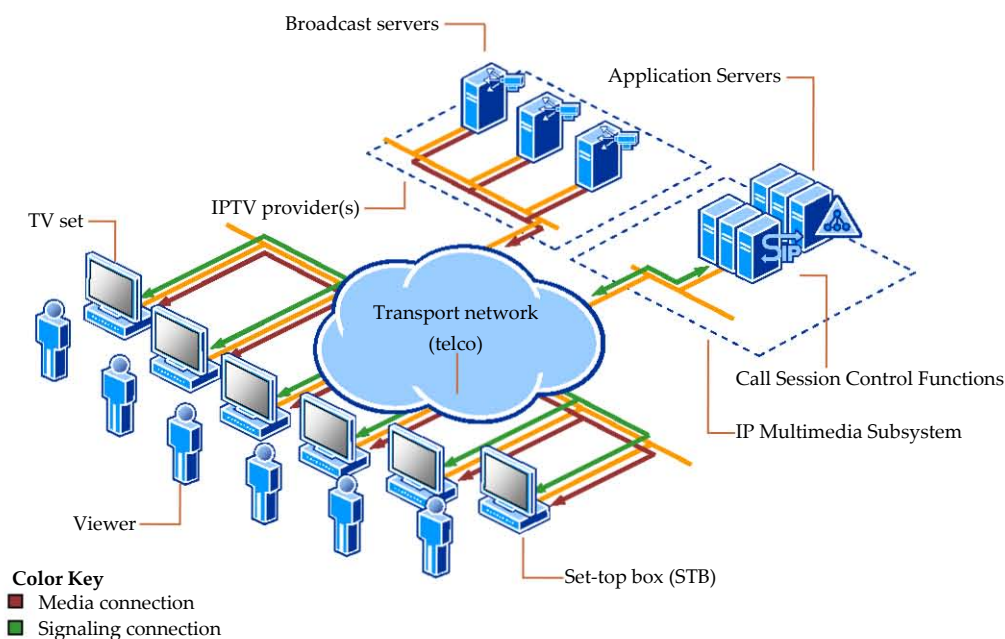 Broadcast servers
Application Servers
IPTV provider(s)
TV set
SIP
Transport network
(telco)
Call Session Control Functions
IP Multimedia Subsystem
Viewer
Set-top box (STB)
Color Key
Media connection
Signaling connection